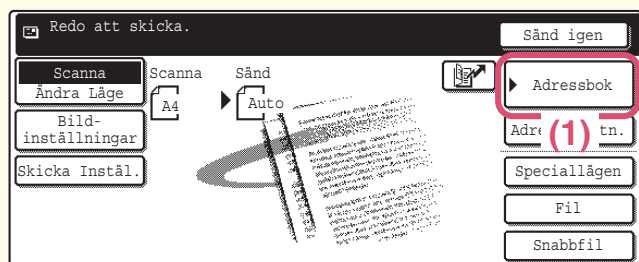 Redo att skicka.
Sänd igen
Scanna
Ändra Läge
Scanna
Sänd
A4
Auto
Adressbok
Bild-
inställningar
(1)
Skicka Instäl.
Speciallägen
Fil
Snabbfil